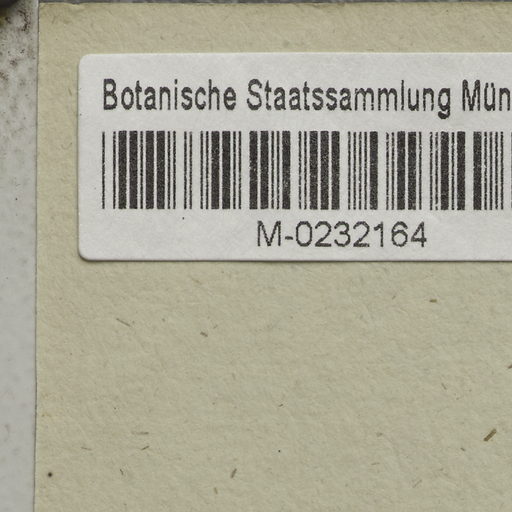 Botanische Staatssammlung Mün
M-0232164